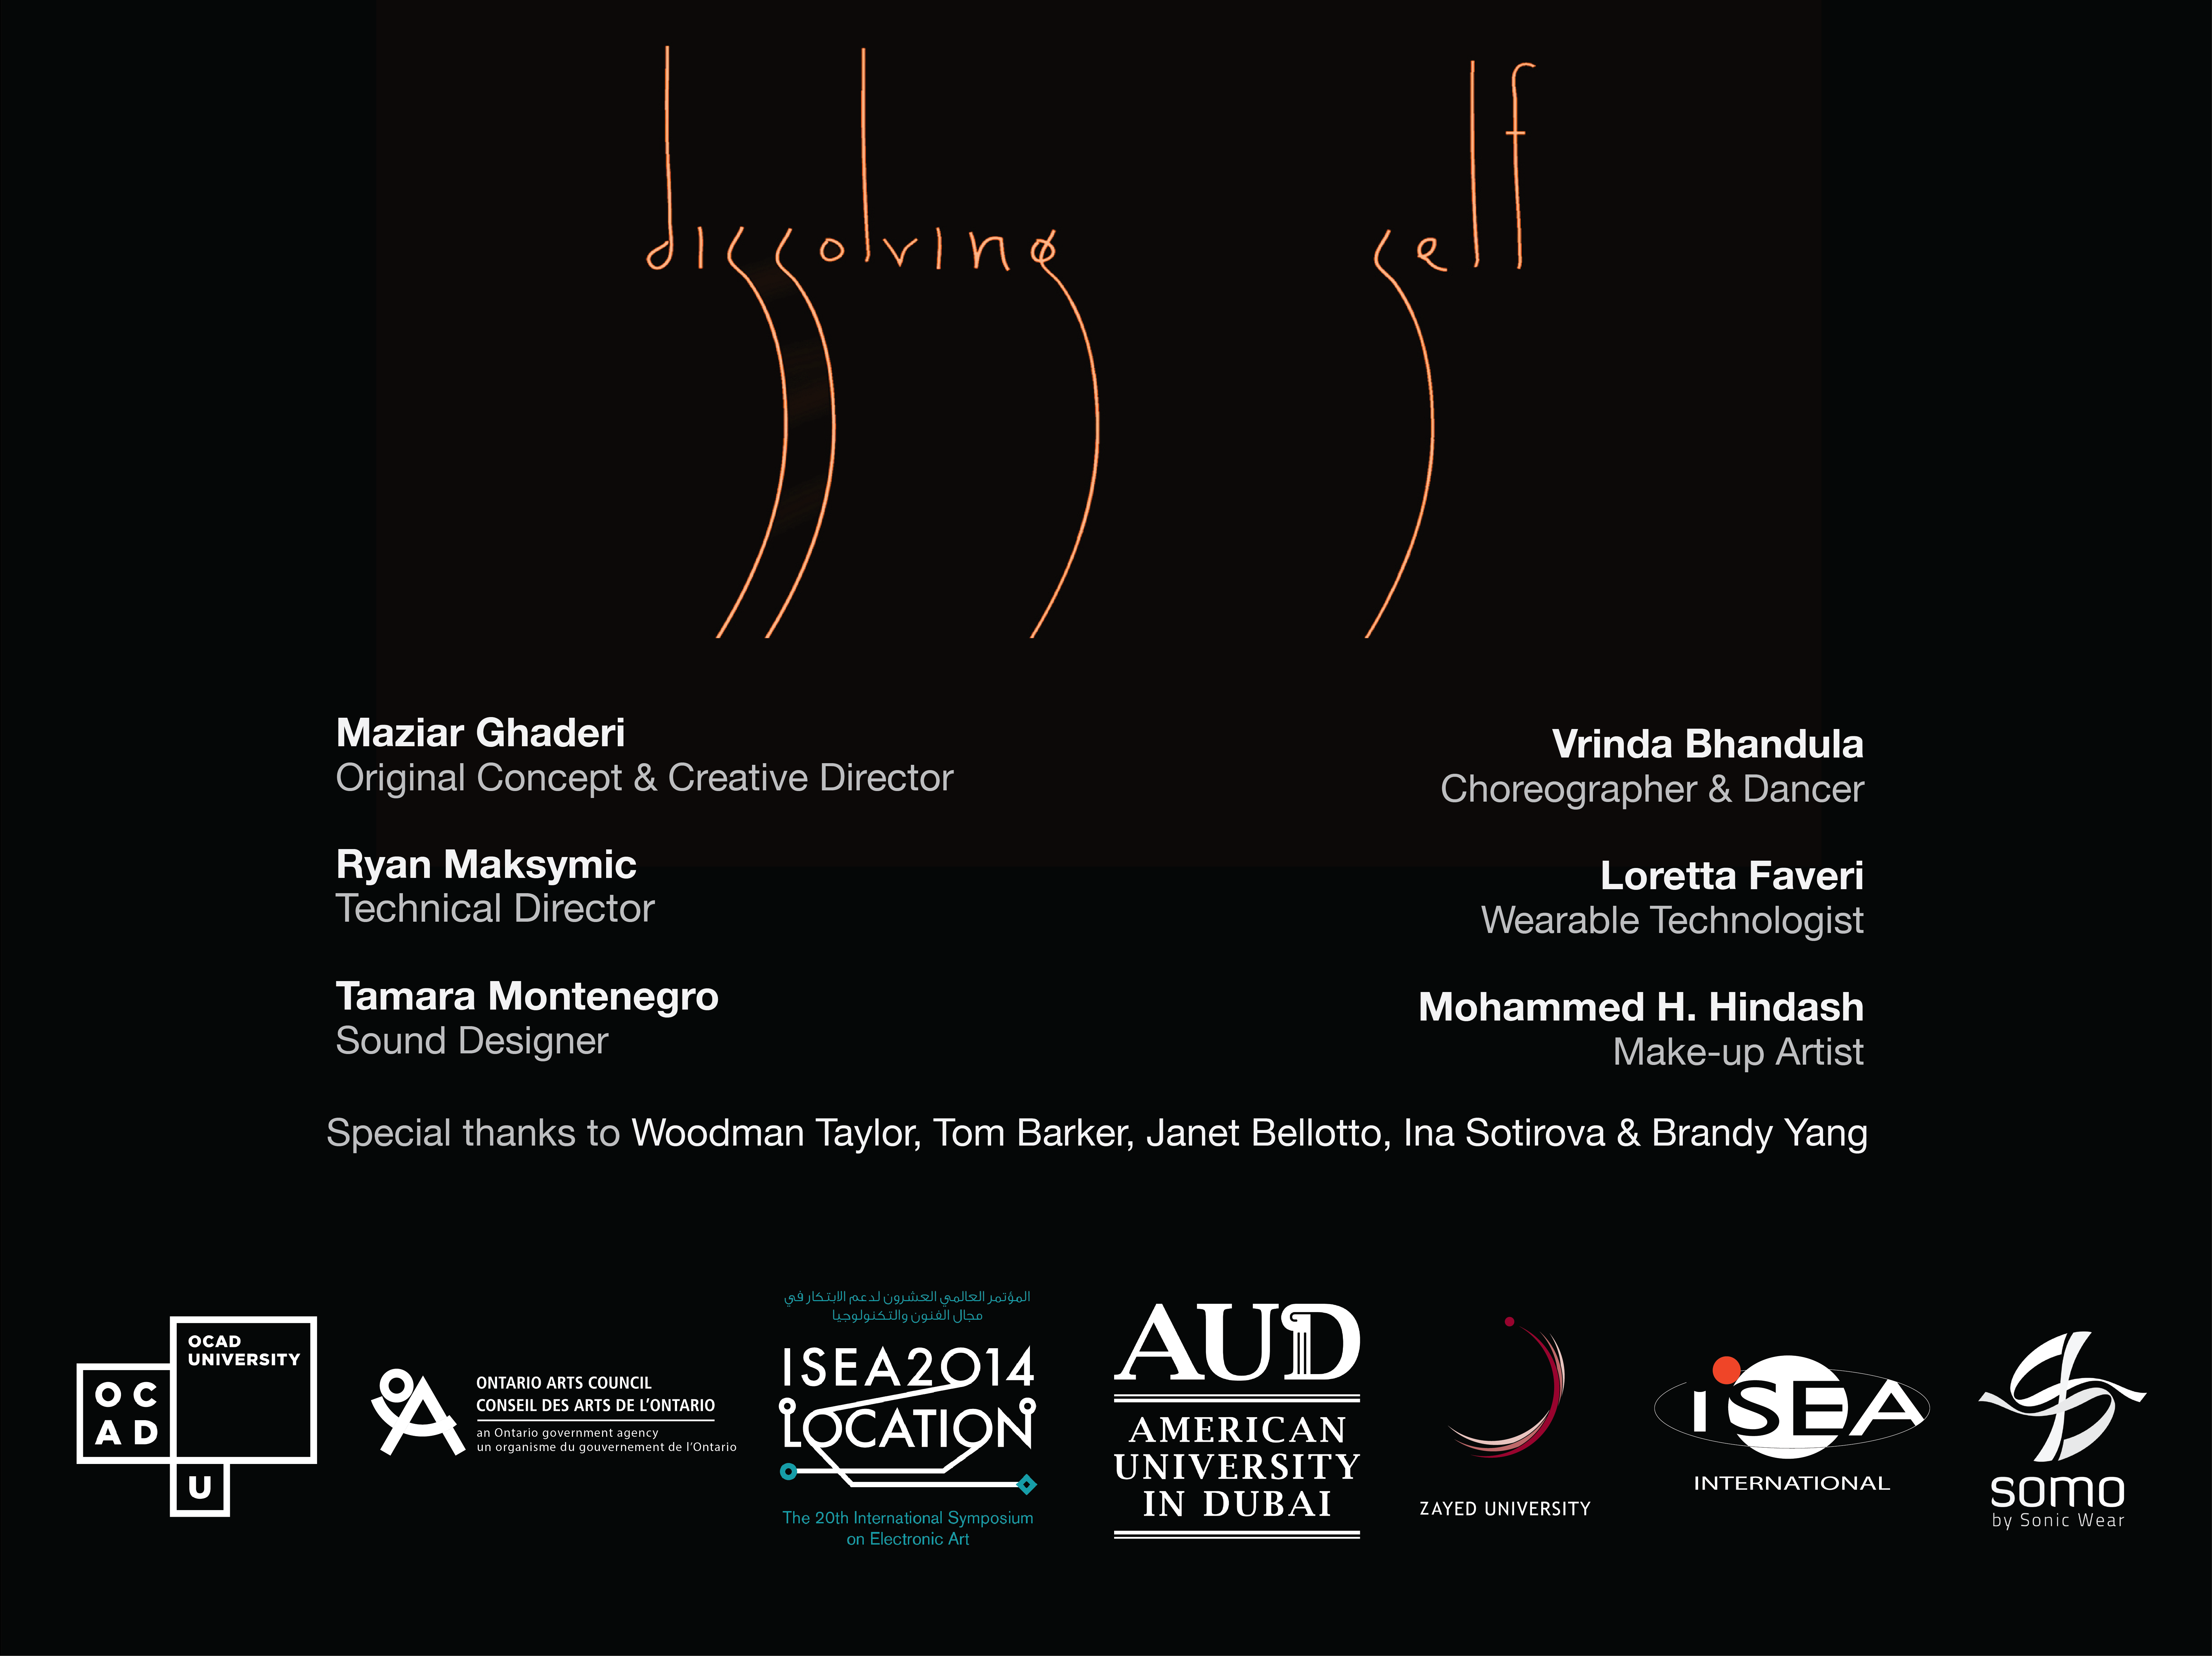 dissolving self
Maziar Ghaderi
Original Concept & Creative Director
Ryan Maksymic
Technical Director
Tamara Montenegro
Sound Designer
Vrinda Bhandula
Choreographer & Dancer
Loretta Faveri
Wearable Technologist
Mohammed H. Hindash
Make-up Artist
Special thanks to Woodman Taylor, Tom Barker, Janet Bellotto, Ina Sotirova & Brandy Yang
OCAD
UNIVERSITY
O C
A D
U
ONTARIO ARTS COUNCIL
CONSEIL DES ARTS DE L'ONTARIO
an Ontario government agency
un organisme du gouvernement de l'Ontario
المؤتمر العالمي العشرون لدعم الابتكار في
مجال الفنون والتكنولوجيا
ISEA2014
LOCATION
The 20th International Symposium
on Electronic Art
AUD
AMERICAN
UNIVERSITY
IN DUBAI
ZAYED UNIVERSITY
iSEA
INTERNATIONAL
somo
by Sonic Wear